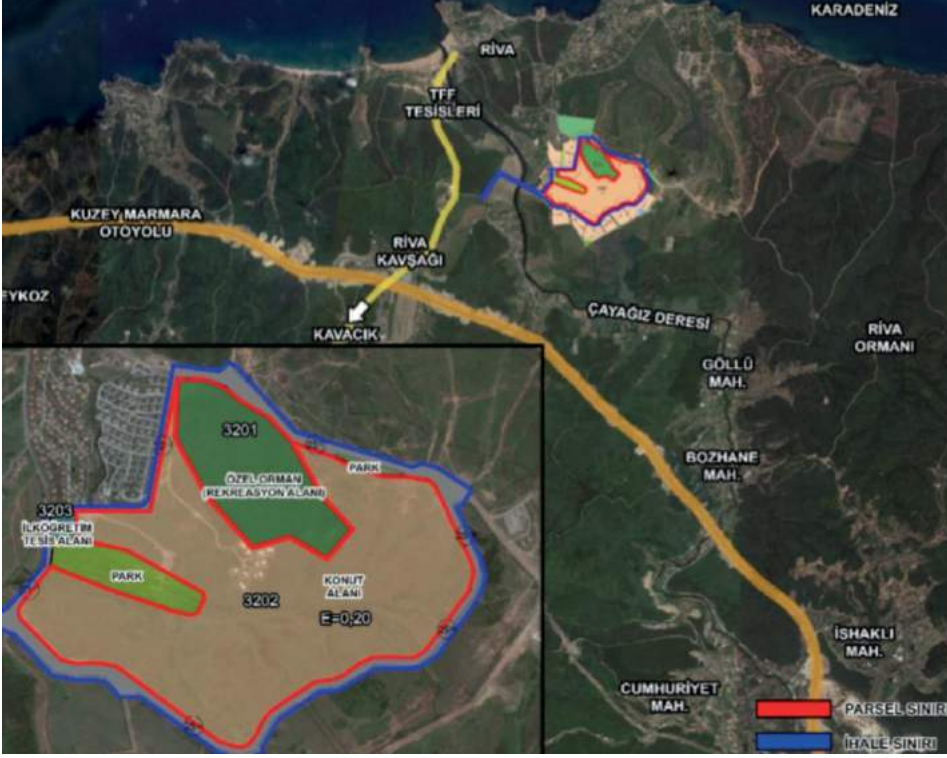 KARADENİZ
RİVA
TFF
TESİSLERİ
KUZEY MARMARA
OTOYOLU
RİVA
KAVŞAĞI
EYKOZ
KAVACIK
ÇAYAĞIZ DERESİ
RİVA
ORMANI
GÖLLÜ
MAH.
BOZHANE
MAH.
İSHAKLI
MAH.
CUMHURİYET
MAH.
PARSEL SINIR
İHALE SINIRI
3201
ÖZEL ORMAN
(REKREASYON ALANI)
PARK
3203
İLKÖĞRETİM
TESİS ALANI
PARK
KONUT
ALANI
3202
E=0,20